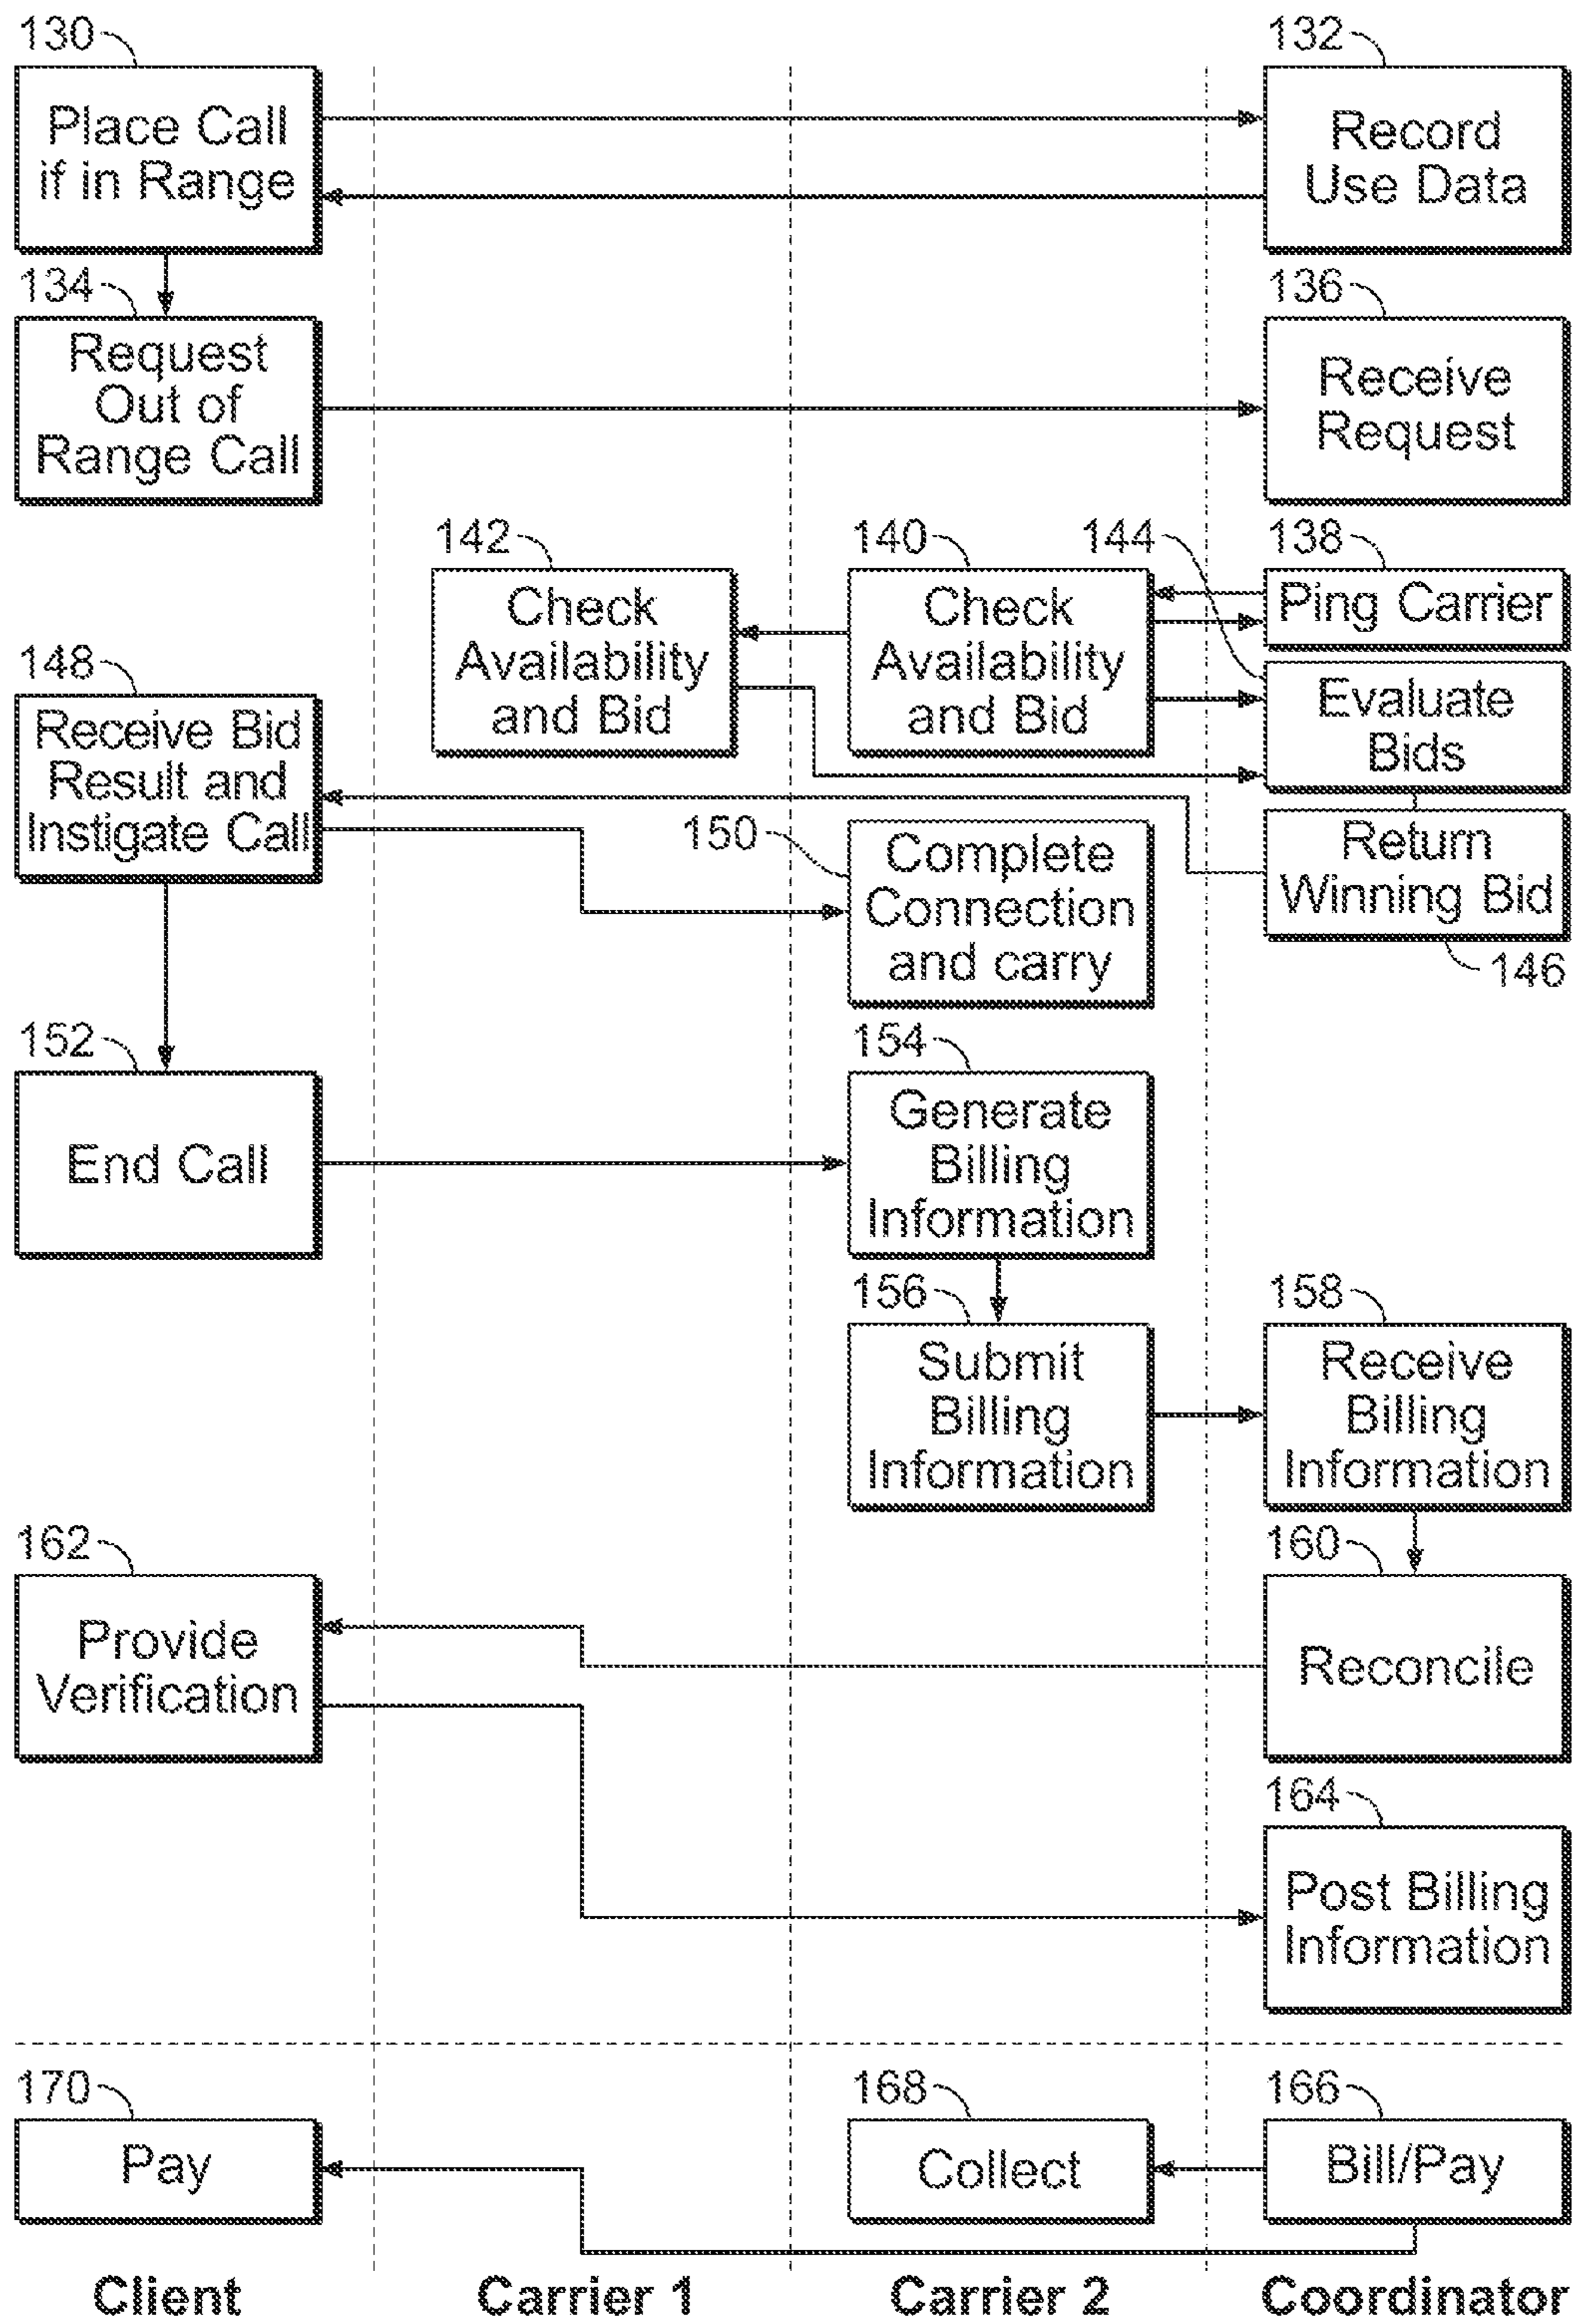 130
132
Place Call
if in Range
Record
Use Data
134
136
Request
Out of
Range Call
Receive
Request
142
140
144
138
Check
Availability
and Bid
Check
Availability
and Bid
Ping Carrier
148
Receive Bid
Result and
Instigate Call
Evaluate
Bids
150
Complete
Connection
and carry
Return
Winning Bid
146
152
154
End Call
Generate
Billing
Information
156
158
Submit
Billing
Information
Receive
Billing
Information
162
160
Provide
Verification
Reconcile
164
Post Billing
Information
170
168
166
Pay
Collect
Bill/Pay
Client
Carrier 1
Carrier 2
Coordinator